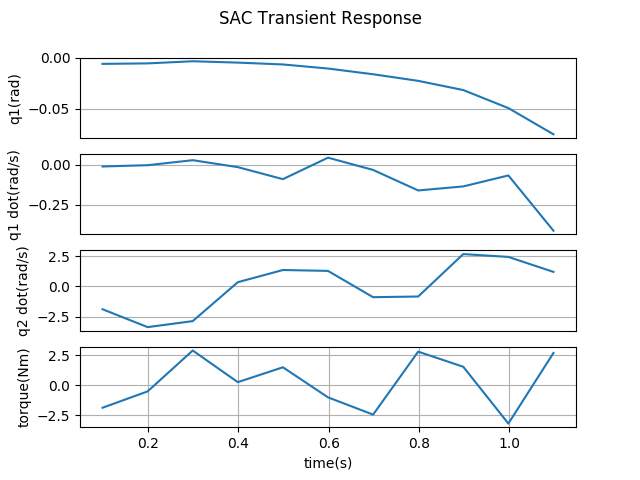 SAC Transient Response
q1(rad)
0.00
−0.05
q1 dot(rad/s)
0.00
−0.25
q2 dot(rad/s)
2.5
0.0
−2.5
torque(Nm)
2.5
0.0
−2.5
0.2 0.4 0.6 0.8 1.0
time(s)